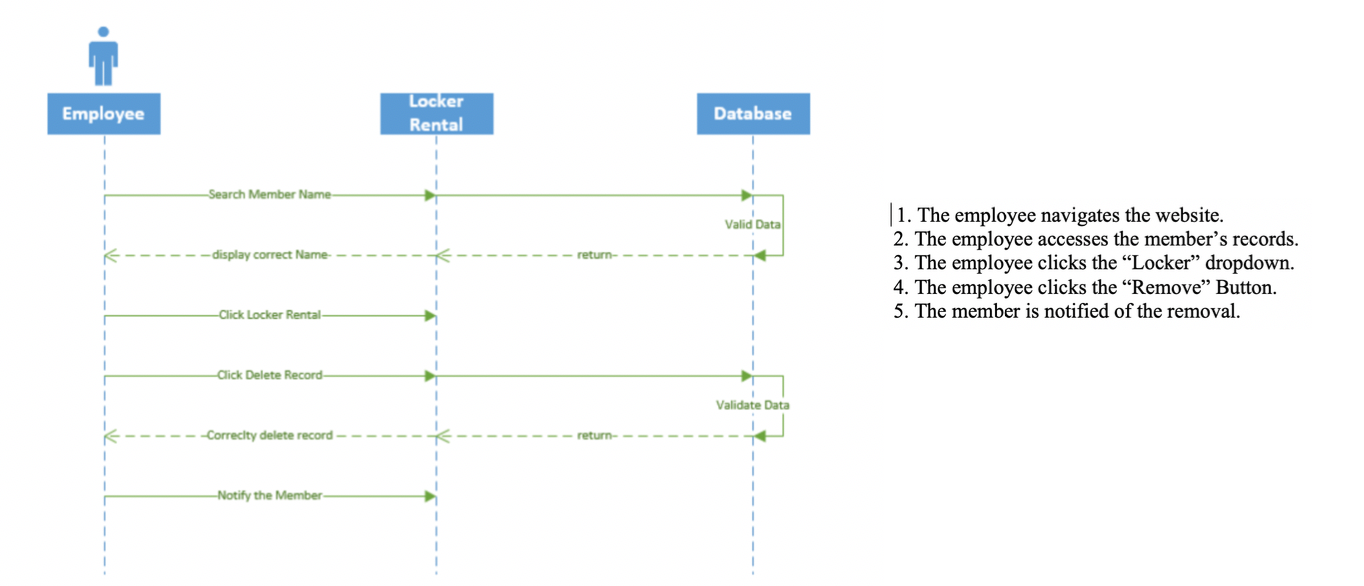 Employee
Locker
Rental
Database
Search Member Name
Valid Data
display correct Name
return
Click Locker Rental
Click Delete Record
Validate Data
Correclty delete record
return
Notify the Member
1. The employee navigates the website.
2. The employee accesses the member’s records.
3. The employee clicks the “Locker” dropdown.
4. The employee clicks the “Remove” Button.
5. The member is notified of the removal.